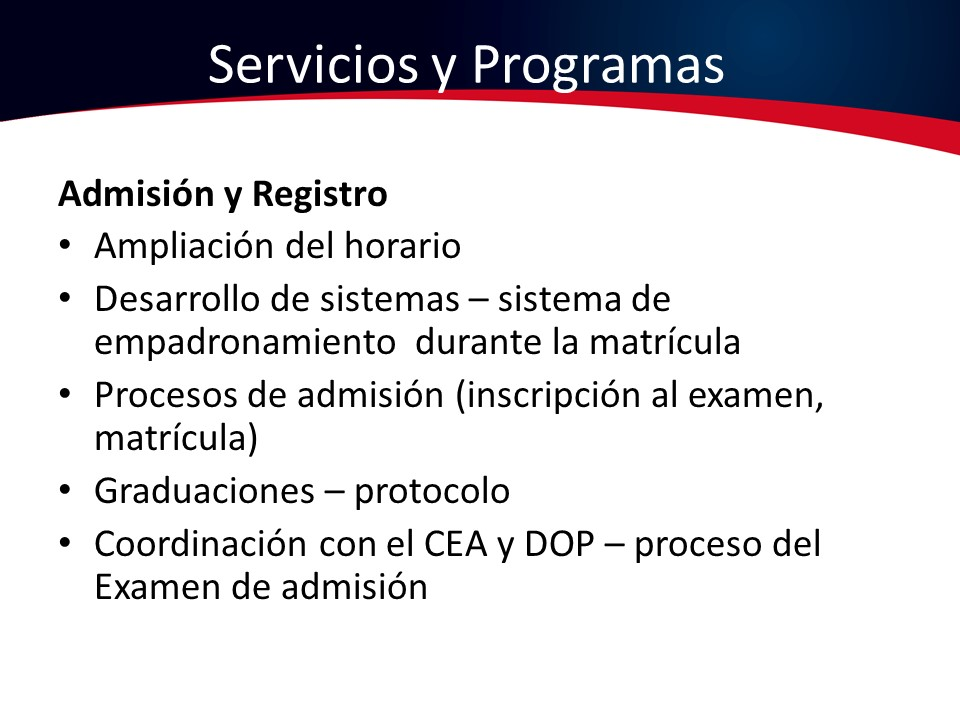 Servicios y Programas
Admisión y Registro
• Ampliación del horario
• Desarrollo de sistemas – sistema de
empadronamiento  durante la matrícula
• Procesos de admisión (inscripción al examen,
matrícula)
• Graduaciones – protocolo
• Coordinación con el CEA y DOP – proceso del
Examen de admisión